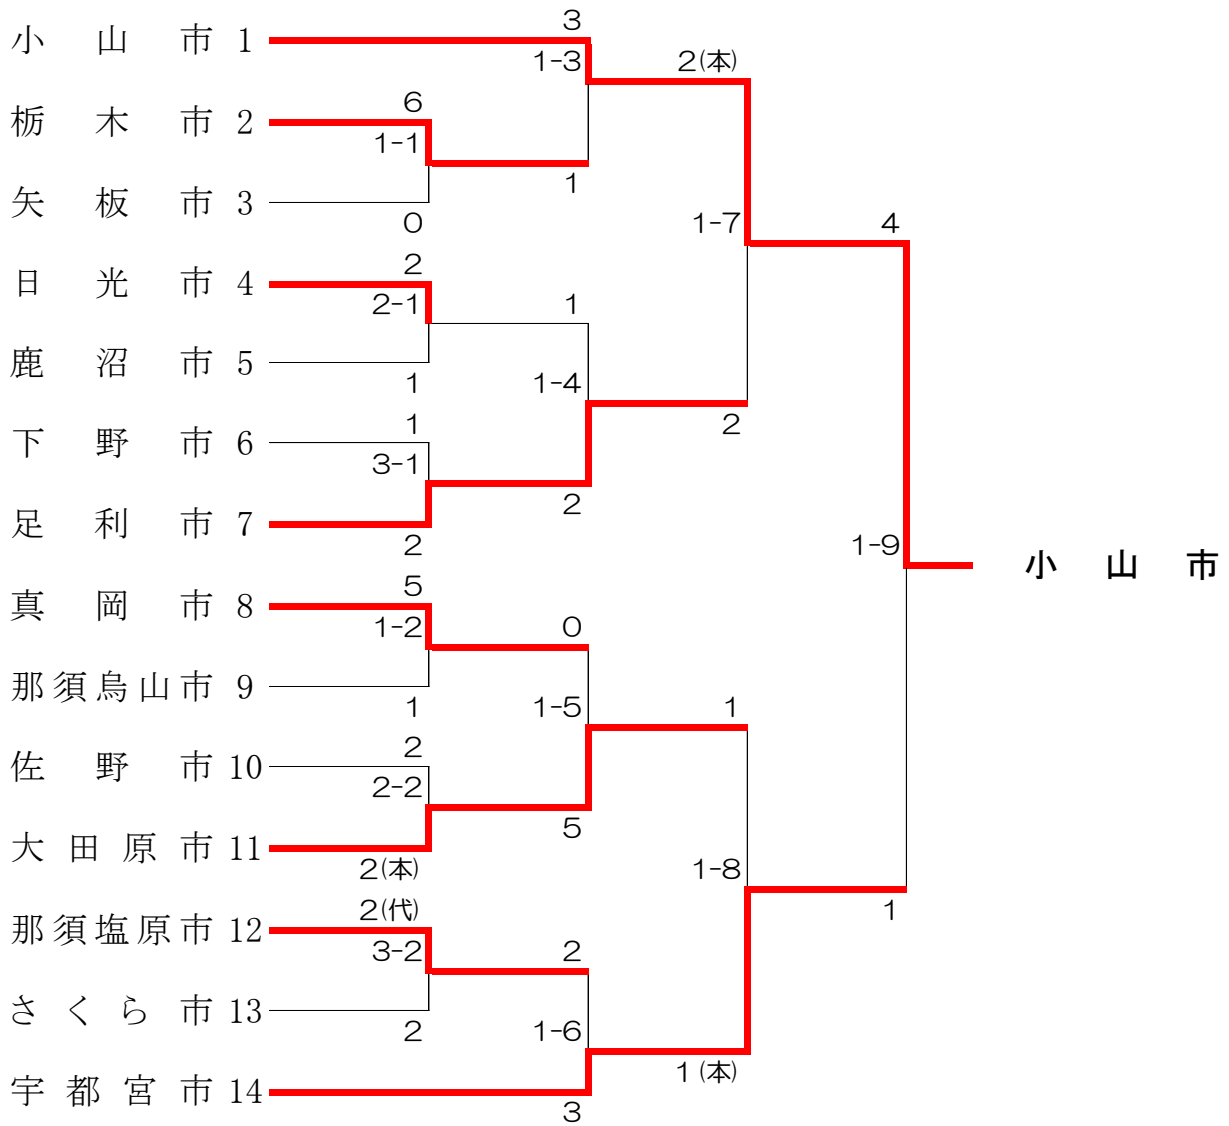 3
小山市 1
1-3
2(本)
6
栃木市 2
1-1
1
矢板市 3
0
1-7
4
2
日光市 4
2-1
1
鹿沼市 5
1
1-4
1
2
下野市 6
3-1
2
足利市 7
2
1-9
小山市
5
真岡市 8
1-2
0
那須烏山市 9
1
1-5
1
2
佐野市 10
2-2
5
大田原市 11
2(本)
1-8
2(代)
1
那須塩原市 12
3-2
2
さくら市 13
2
1-6
1(本)
宇都宮市 14
3